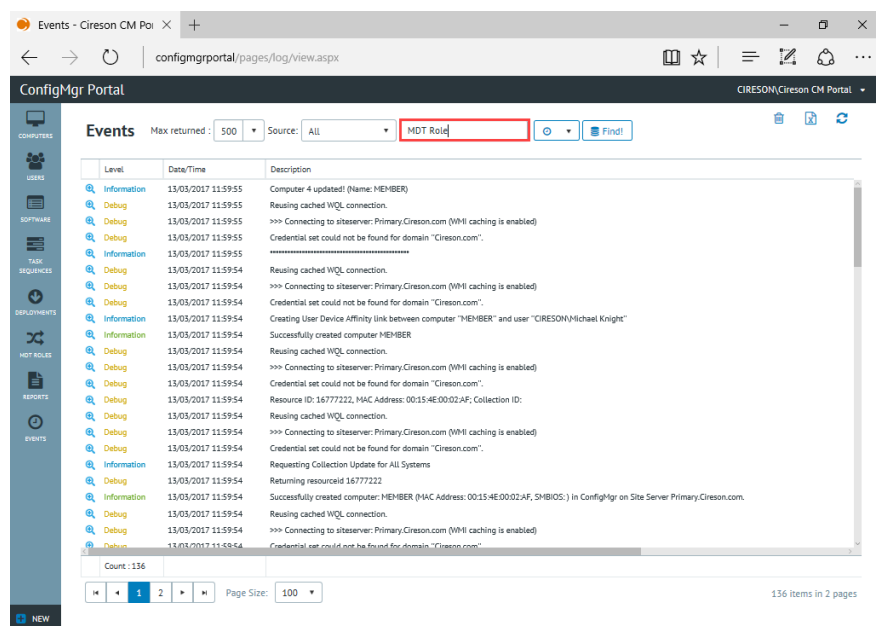 Events - Cireson CM Por
configmgrportal/pages/log/view.aspx
ConfigMgr Portal
CIRESON\Cireson CM Portal
COMPUTERS
USERS
SOFTWARE
TASK SEQUENCES
DEPLOYMENTS
MDT ROLES
REPORTS
EVENTS
NEW
Events Max returned : 500 Source: All MDT Role Find!
Level Date/Time Description
Information 13/03/2017 11:59:55 Computer 4 updated! (Name: MEMBER)
Debug 13/03/2017 11:59:55 Reusing cached WQL connection.
Debug 13/03/2017 11:59:55 >>> Connecting to siteserver: Primary.Cireson.com (WMI caching is enabled)
Debug 13/03/2017 11:59:55 Credential set could not be found for domain "Cireson.com".
Information 13/03/2017 11:59:55
Debug 13/03/2017 11:59:54 Reusing cached WQL connection.
Debug 13/03/2017 11:59:54 >>> Connecting to siteserver: Primary.Cireson.com (WMI caching is enabled)
Debug 13/03/2017 11:59:54 Credential set could not be found for domain "Cireson.com".
Information 13/03/2017 11:59:54 Creating User Device Affinity link between computer "MEMBER" and user "CIRESON\Michael Knight"
Information 13/03/2017 11:59:54 Successfully created computer MEMBER
Debug 13/03/2017 11:59:54 Reusing cached WQL connection.
Debug 13/03/2017 11:59:54 >>> Connecting to siteserver: Primary.Cireson.com (WMI caching is enabled)
Debug 13/03/2017 11:59:54 Credential set could not be found for domain "Cireson.com".
Debug 13/03/2017 11:59:54 Resource ID: 16777222, MAC Address: 00:15:4E:00:02:AF; Collection ID:
Debug 13/03/2017 11:59:54 Reusing cached WQL connection.
Debug 13/03/2017 11:59:54 >>> Connecting to siteserver: Primary.Cireson.com (WMI caching is enabled)
Debug 13/03/2017 11:59:54 Credential set could not be found for domain "Cireson.com".
Information 13/03/2017 11:59:54 Requesting Collection Update for All Systems
Debug 13/03/2017 11:59:54 Returning resourceid 16777222
Information 13/03/2017 11:59:54 Successfully created computer: MEMBER (MAC Address: 00:15:4E:00:02:AF, SMBIOS: ) in ConfigMgr on Site Server Primary.Cireson.com.
Debug 13/03/2017 11:59:54 Reusing cached WQL connection.
Debug 13/03/2017 11:59:54 >>> Connecting to siteserver: Primary.Cireson.com (WMI caching is enabled)
Debug 13/03/2017 11:59:54 Credential set could not be found for domain "Cireson.com".
Count : 136
1 2 Page Size: 100 136 items in 2 pages